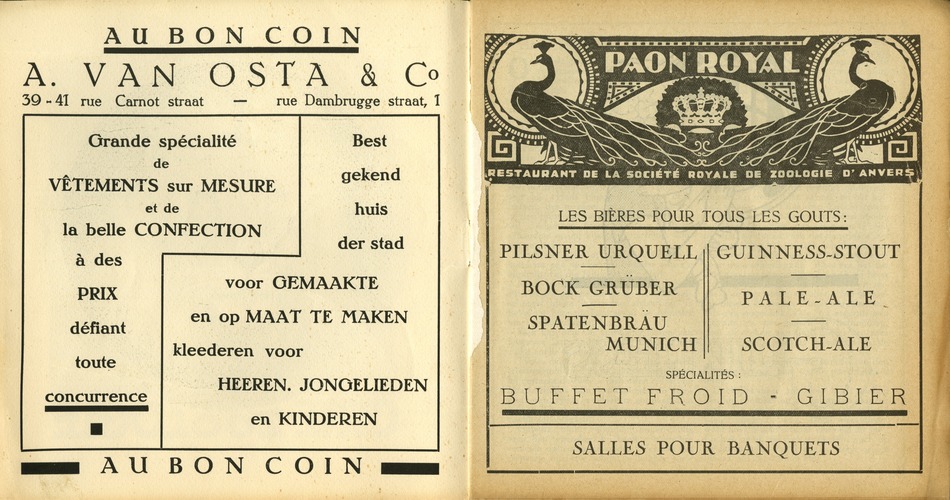 AU BON COIN
A. VAN OSTA & Co
39-41 rue Carnot straat — rue Dambrugge straat, 1
Grande spécialité
de
VÊTEMENTS sur MESURE
et de
la belle CONFECTION
à des
PRIX
défiant
toute
concurrence
Best
gekend
huis
der stad
voor GEMAAKTE
en op MAAT TE MAKEN
kleederen voor
HEEREN. JONGELIEDEN
en KINDEREN
AU BON COIN
PAON ROYAL
RESTAURANT DE LA SOCIÉTÉ ROYALE DE ZOOLOGIE D'ANVERS
LES BIÈRES POUR TOUS LES GOUTS:
PILSNER URQUELL
BOCK GRÜBER
SPATENBRÄU
MUNICH
GUINNESS-STOUT
PALE-ALE
SCOTCH-ALE
SPÉCIALITÉS:
BUFFET FROID - GIBIER
SALLES POUR BANQUETS